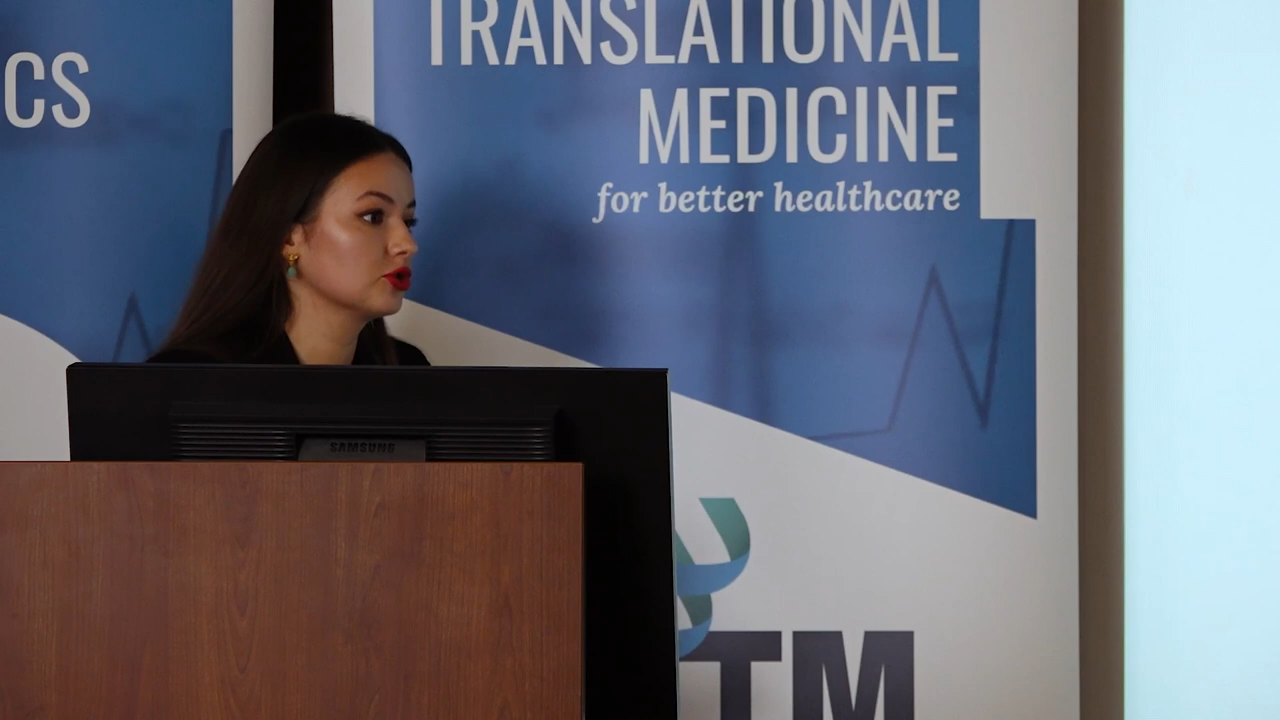 CS
TRANSLATIONAL
MEDICINE
for better healthcare
SAMSUNG
TM